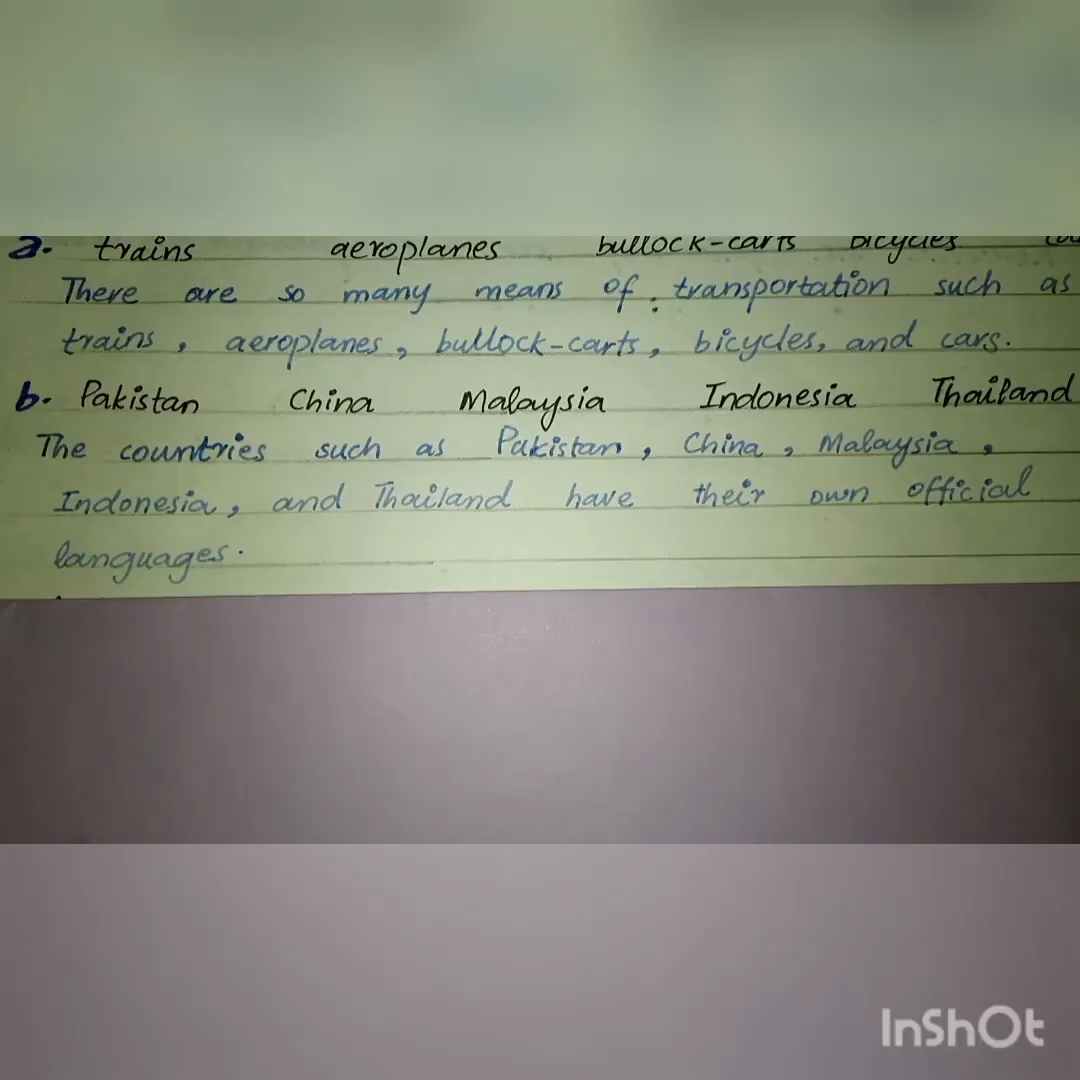 a. trains aeroplanes bullock-carts bicycles
There are so many means of transportation such as
trains, aeroplanes, bullock-carts, bicycles, and cars.
b. Pakistan China Malaysia Indonesia Thailand
The countries such as Pakistan, China, Malaysia,
Indonesia, and Thailand have their own official
languages.
InShOt